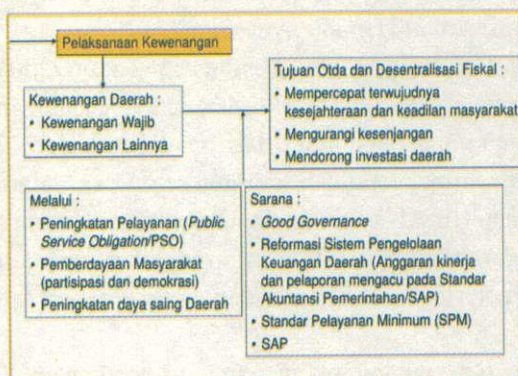 Pelaksanaan Kewenangan
Kewenangan Daerah :
• Kewenangan Wajib
• Kewenangan Lainnya
Tujuan Otda dan Desentralisasi Fiskal :
• Mempercepat terwujudnya
kesejahteraan dan keadilan masyarakat
• Mengurangi kesenjangan
• Mendorong investasi daerah
Melalui :
• Peningkatan Pelayanan (Public
Service Obligation/PSO)
• Pemberdayaan Masyarakat
(partisipasi dan demokrasi)
• Peningkatan daya saing Daerah
Sarana :
• Good Governance
• Reformasi Sistem Pengelolaan
Keuangan Daerah (Anggaran kinerja
dan pelaporan mengacu pada Standar
Akuntansi Pemerintahan/SAP)
• Standar Pelayanan Minimum (SPM)
• SAP